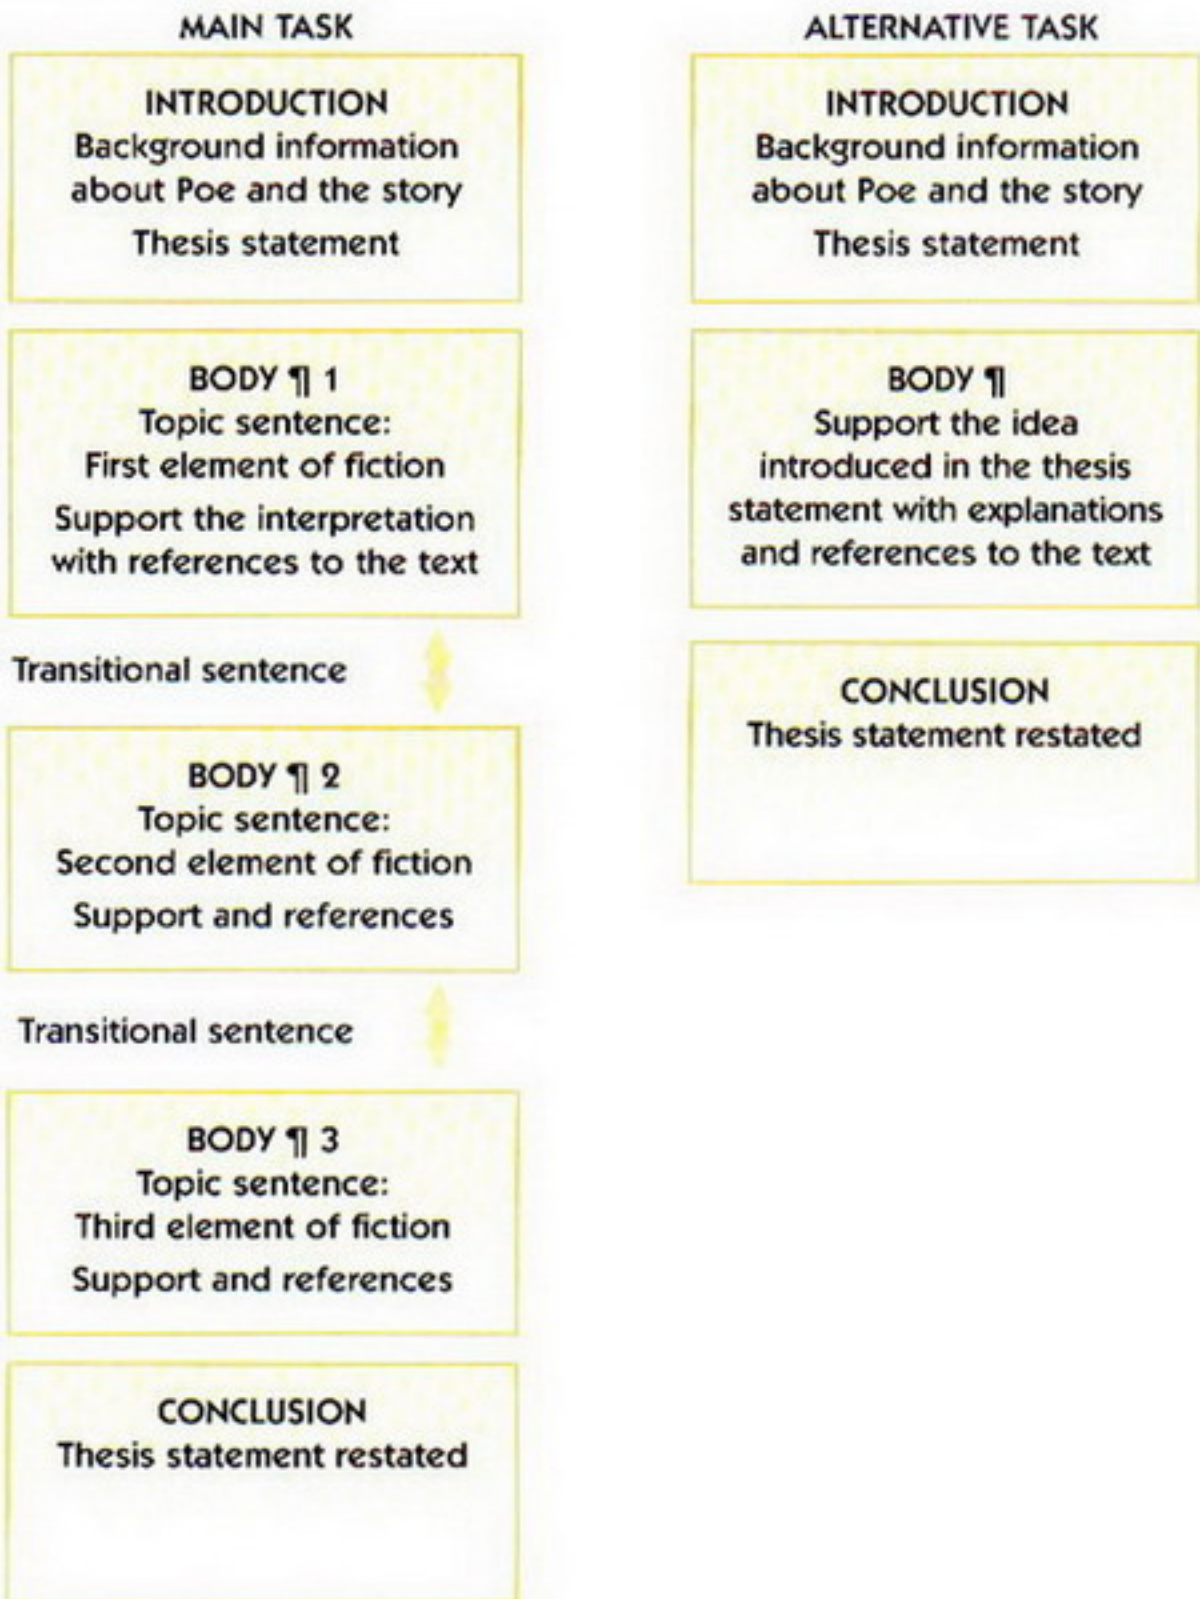 MAIN TASK
INTRODUCTION
Background information
about Poe and the story
Thesis statement
BODY ¶ 1
Topic sentence:
First element of fiction
Support the interpretation
with references to the text
Transitional sentence
BODY ¶ 2
Topic sentence:
Second element of fiction
Support and references
Transitional sentence
BODY ¶ 3
Topic sentence:
Third element of fiction
Support and references
CONCLUSION
Thesis statement restated
ALTERNATIVE TASK
INTRODUCTION
Background information
about Poe and the story
Thesis statement
BODY ¶
Support the idea
introduced in the thesis
statement with explanations
and references to the text
CONCLUSION
Thesis statement restated